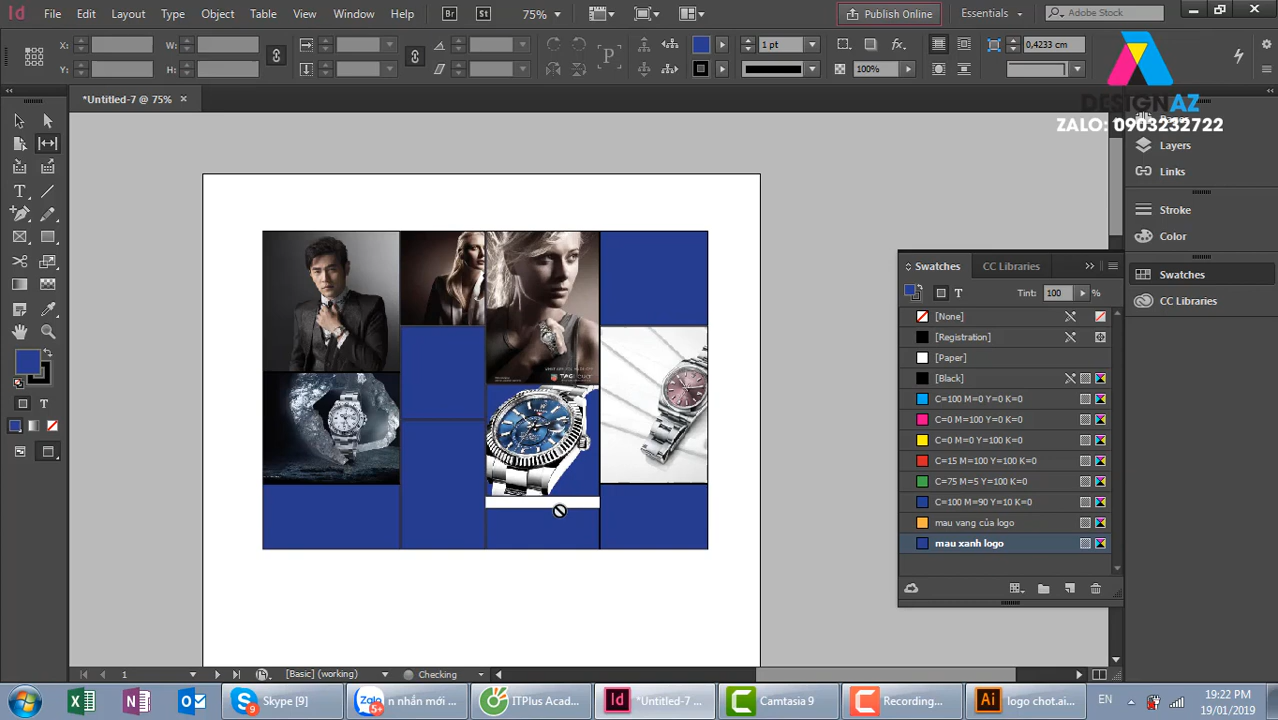 Id File Edit Layout Type Object Table View Window Help Br St 75% Publish Online Essentials Adobe Stock
X: W: 1 pt 0,4233 cm
Y: H: 100%
*Untitled-7 @ 75% ×
DESIGNAZ
ZALO: 0903232722
Pages
Layers
Links
Stroke
Color
Swatches
CC Libraries
Swatches CC Libraries
Tint: 100 %
[None]
[Registration]
[Paper]
[Black]
C=100 M=0 Y=0 K=0
C=0 M=100 Y=0 K=0
C=0 M=0 Y=100 K=0
C=15 M=100 Y=100 K=0
C=75 M=5 Y=100 K=0
C=100 M=90 Y=10 K=0
mau vang của logo
mau xanh logo
1 [Basic] (working) Checking
Skype [9] n nhắn mới ... ITPlus Acad... *Untitled-7 ... Camtasia 9 Recording... logo chot.ai... EN
19:22 PM
19/01/2019